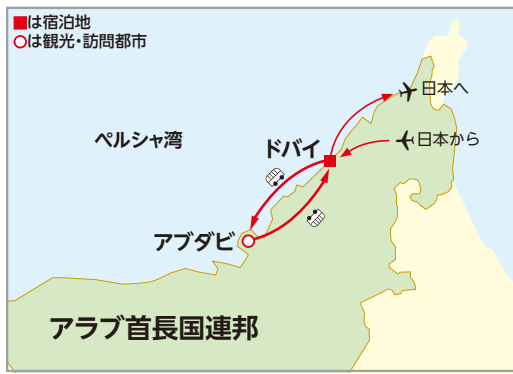 ■は宿泊地
○は観光・訪問都市
日本へ
ペルシャ湾
ドバイ
日本から
アブダビ
アラブ首長国連邦